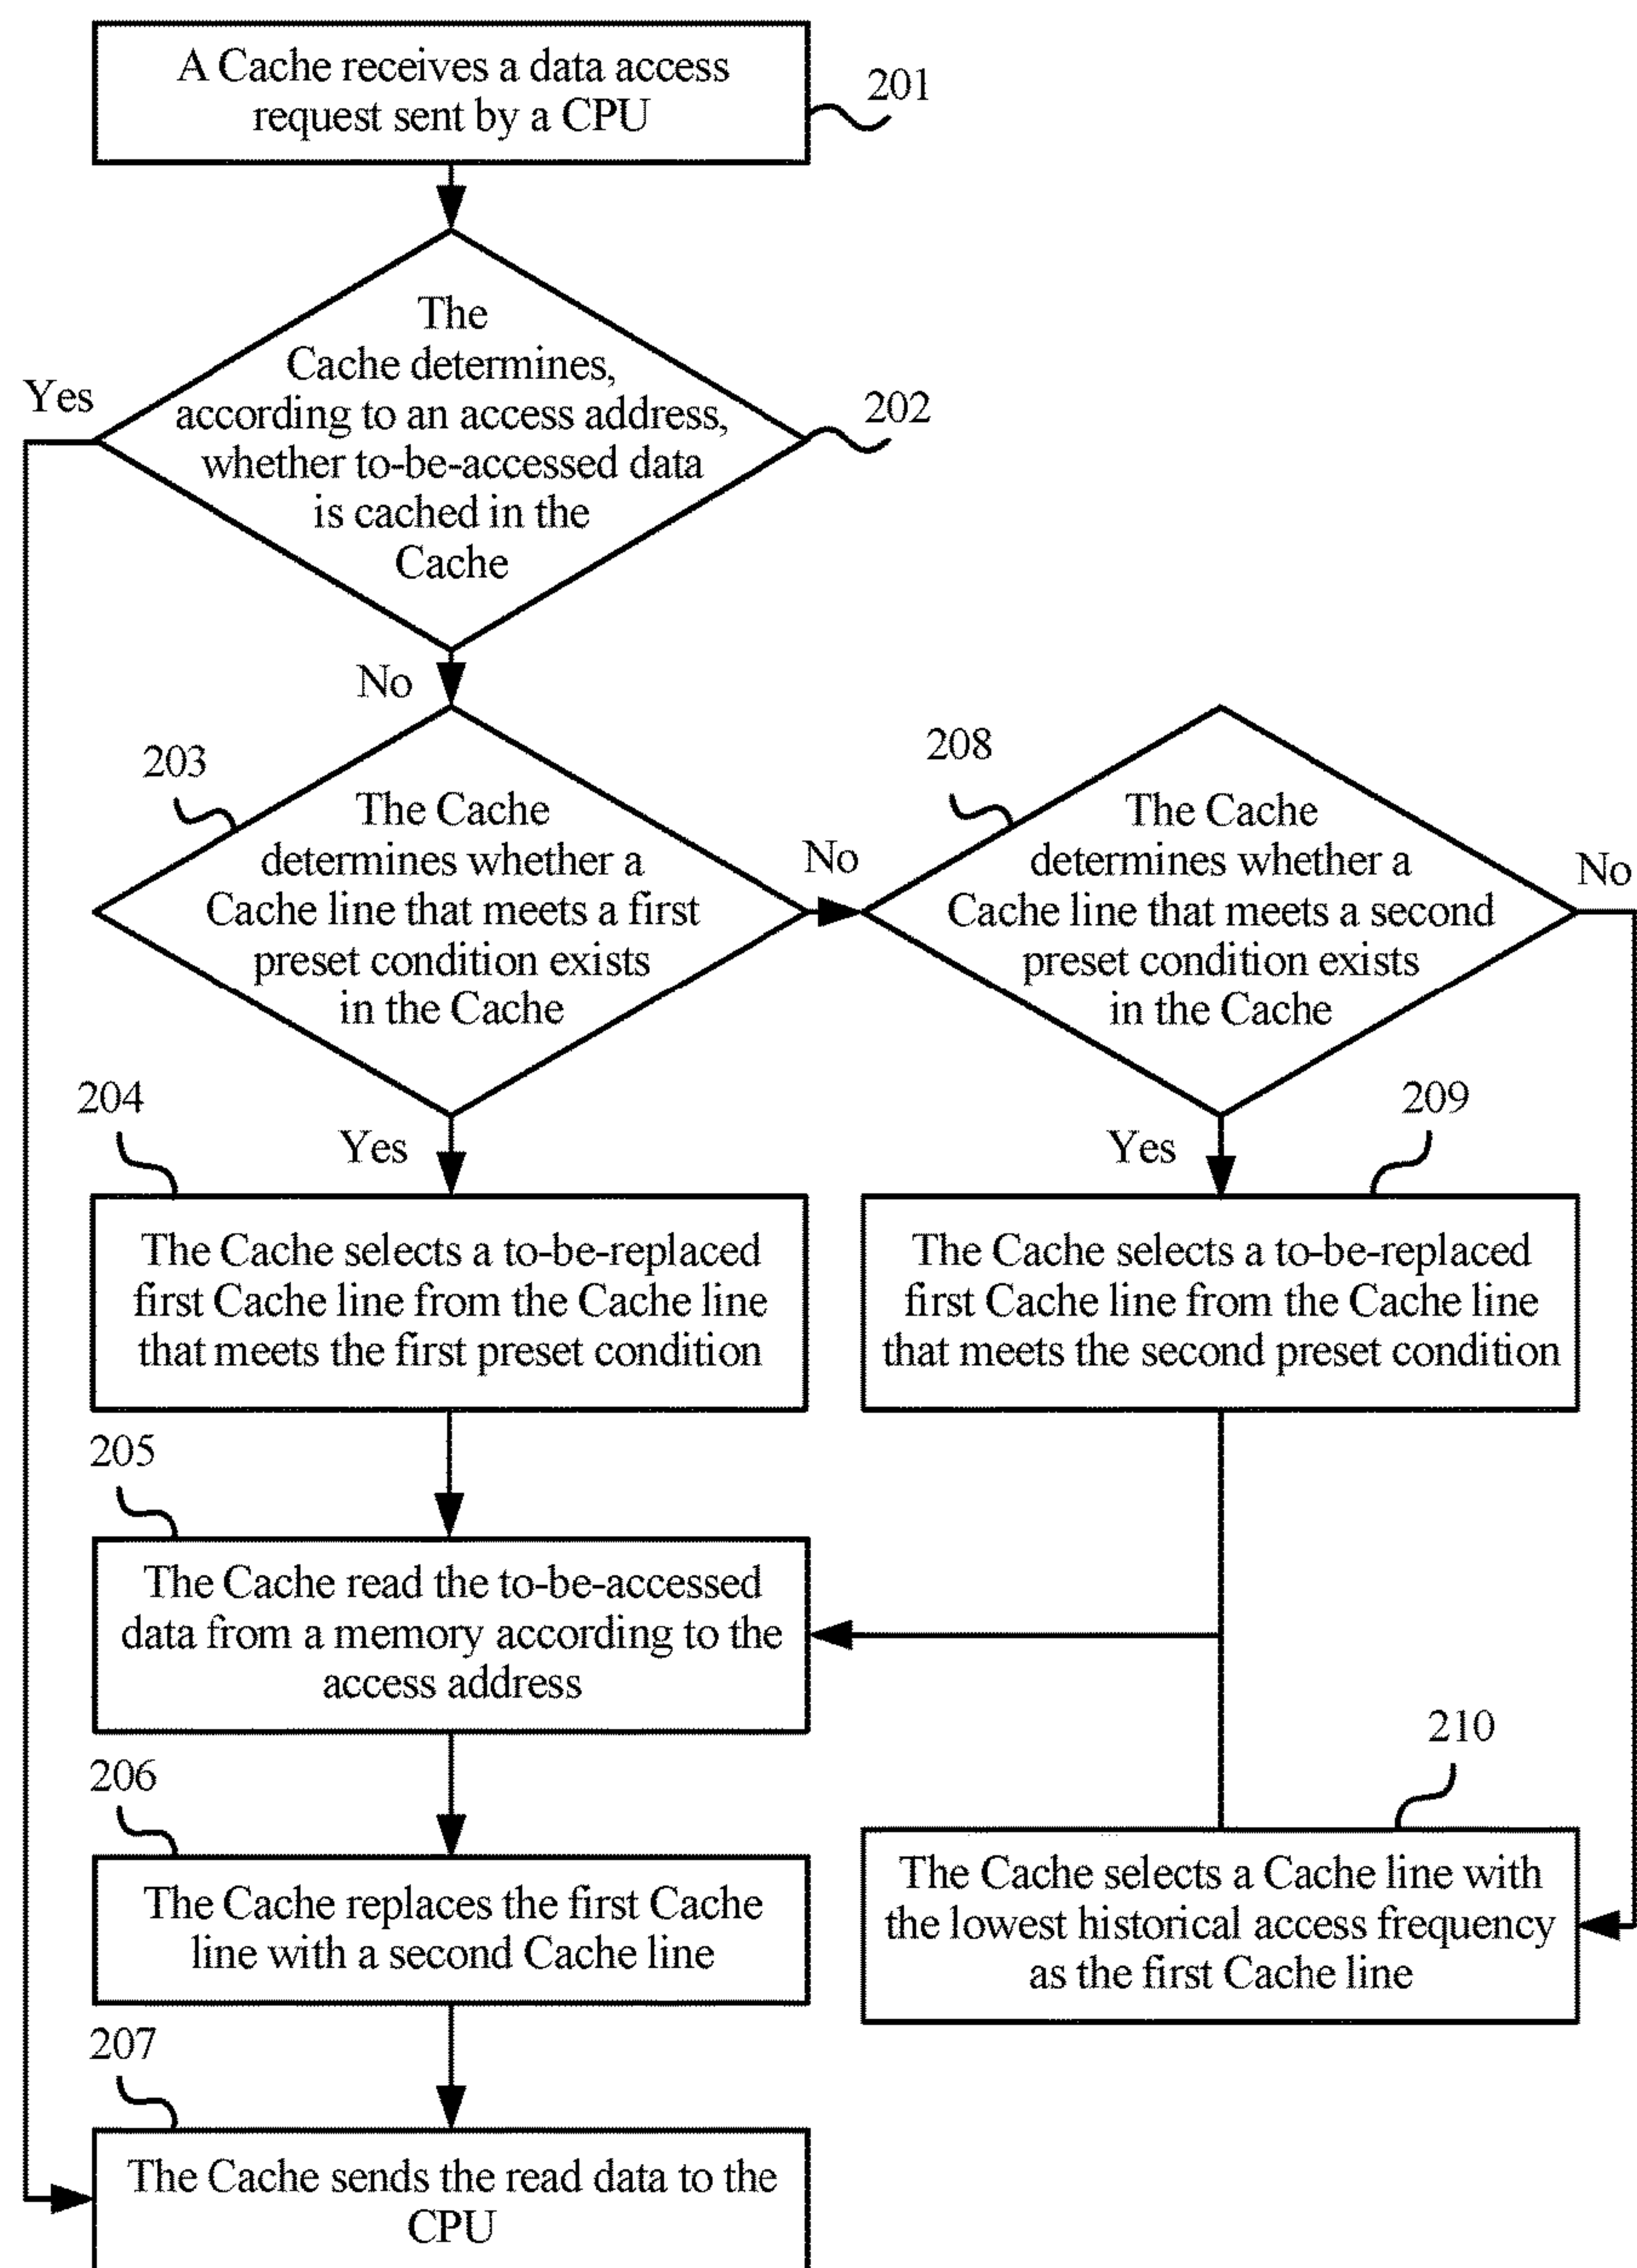 A Cache receives a data access
request sent by a CPU
201
The
Cache determines,
according to an access address,
whether to-be-accessed data
is cached in the
Cache
202
Yes
No
203
The Cache
determines whether a
Cache line that meets a first
preset condition exists
in the Cache
No
208
The Cache
determines whether a
Cache line that meets a second
preset condition exists
in the Cache
No
204
Yes
The Cache selects a to-be-replaced
first Cache line from the Cache line
that meets the first preset condition
Yes
209
The Cache selects a to-be-replaced
first Cache line from the Cache line
that meets the second preset condition
205
The Cache read the to-be-accessed
data from a memory according to the
access address
206
The Cache replaces the first Cache
line with a second Cache line
210
The Cache selects a Cache line with
the lowest historical access frequency
as the first Cache line
207
The Cache sends the read data to the
CPU